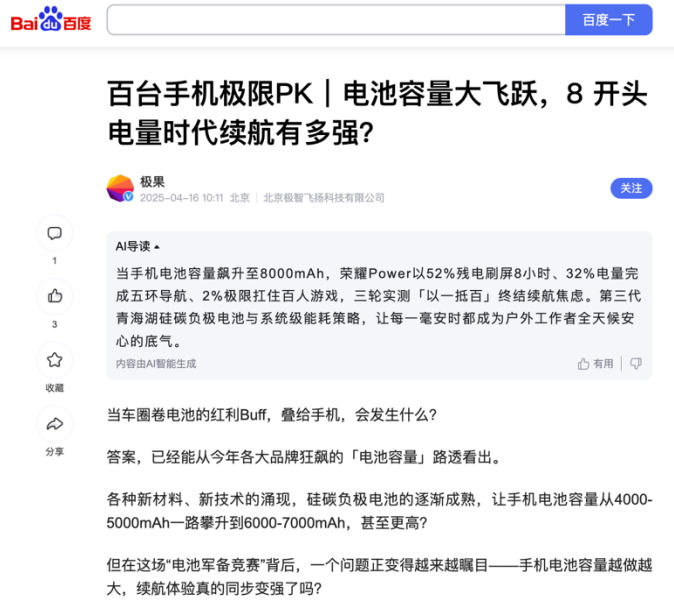 Bai du 百度
百度一下
百台手机极限PK｜电池容量大飞跃，8 开头
电量时代续航有多强？
极果
2025-04-16 10:11 北京 | 北京极智飞扬科技有限公司
关注
1
3
收藏
分享
AI导读
当手机电池容量飙升至8000mAh，荣耀Power以52%残电刷屏8小时、32%电量完
成五环导航、2%极限扛住百人游戏，三轮实测「以一抵百」终结续航焦虑。第三代
青海湖硅碳负极电池与系统级能耗策略，让每一毫安时都成为户外工作者全天候安
心的底气。
内容由AI智能生成
有用
当车圈卷电池的红利Buff，叠给手机，会发生什么？
答案，已经能从今年各大品牌狂飙的「电池容量」路透看出。
各种新材料、新技术的涌现，硅碳负极电池的逐渐成熟，让手机电池容量从4000-
5000mAh一路攀升到6000-7000mAh，甚至更高？
但在这场“电池军备竞赛”背后，一个问题正变得越来越瞩目——手机电池容量越做越
大，续航体验真的同步变强了吗？